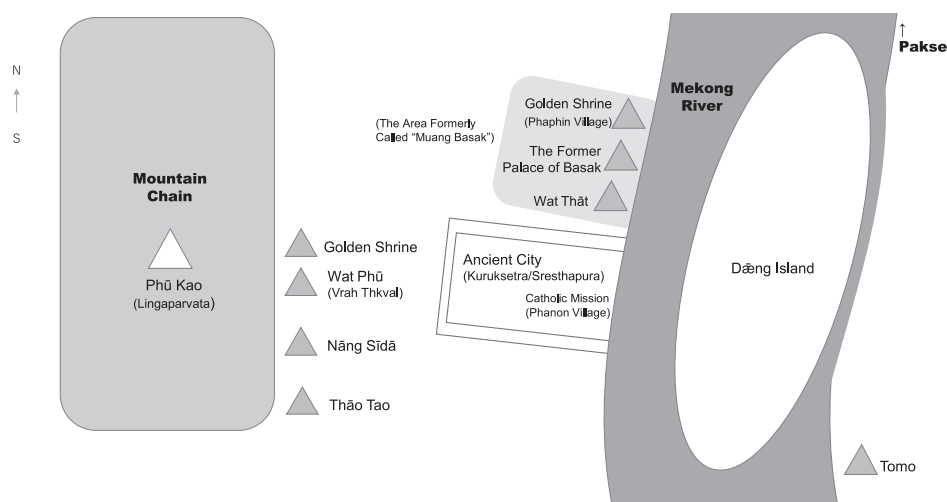 N
S
Mountain
Chain
Phū Kao
(Lingaparvata)
Golden Shrine
Wat Phū
(Vrah Thkval)
Nāng Sīdā
Thāo Tao
(The Area Formerly
Called “Muang Basak”)
Golden Shrine
(Phaphin Village)
The Former
Palace of Basak
Wat Thāt
Ancient City
(Kuruksetra/Sresthapura)
Catholic Mission
(Phanon Village)
Mekong
River
↑
Pakse
Dǣng Island
Tomo